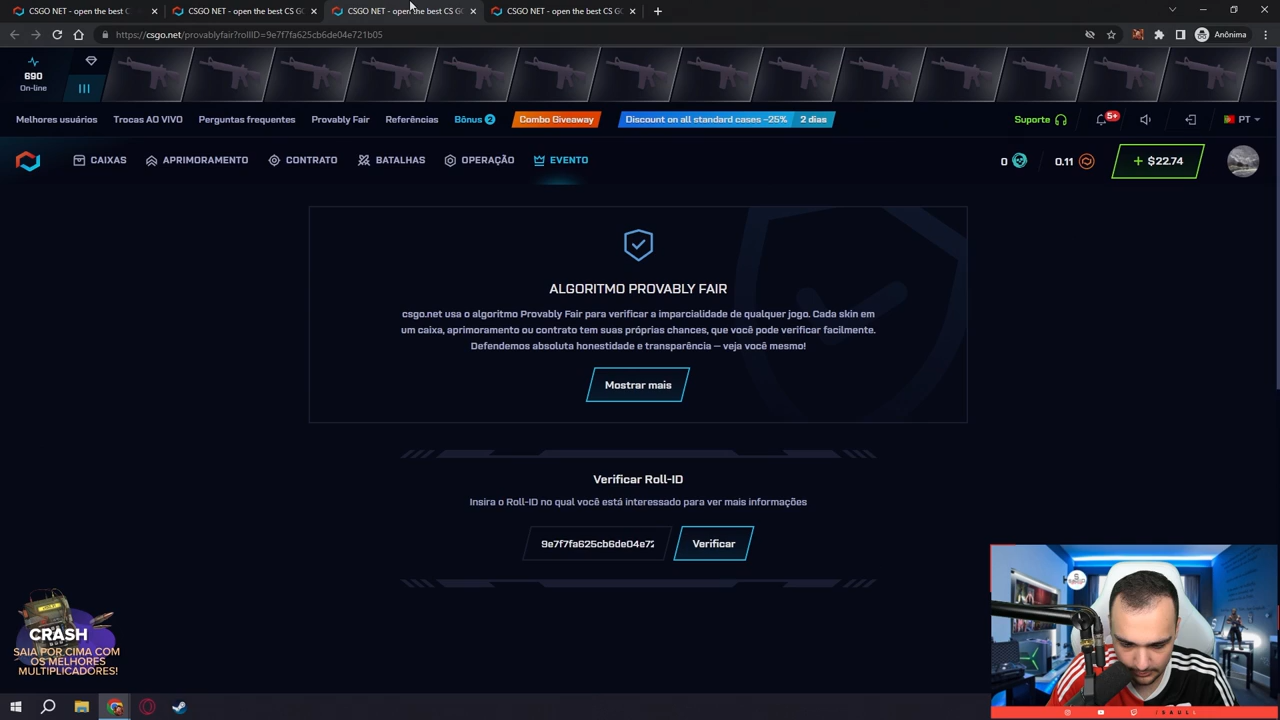 CSGO NET - open the best CS G
CSGO NET - open the best CS GO
CSGO NET - open the best CS GO
CSGO NET - open the best CS GO
https://csgo.net/provablyfair?rollID=9e7f7fa625cb6de04e721b05
Anônima
690
On-line
Melhores usuários
Trocas AO VIVO
Perguntas frequentes
Provably Fair
Referências
Bônus 2
Combo Giveaway
Discount on all standard cases ~25% 2 dias
Suporte
5+
PT
CAIXAS
APRIMORAMENTO
CONTRATO
BATALHAS
OPERAÇÃO
EVENTO
0
0.11
+ $22.74
ALGORITMO PROVABLY FAIR
csgo.net usa o algoritmo Provably Fair para verificar a imparcialidade de qualquer jogo. Cada skin em
um caixa, aprimoramento ou contrato tem suas próprias chances, que você pode verificar facilmente.
Defendemos absoluta honestidade e transparência — veja você mesmo!
Mostrar mais
Verificar Roll-ID
Insira o Roll-ID no qual você está interessado para ver mais informações
9e7f7fa625cb6de04e72
Verificar
CRASH
SAIA POR CIMA COM
OS MELHORES
MULTIPLICADORES!